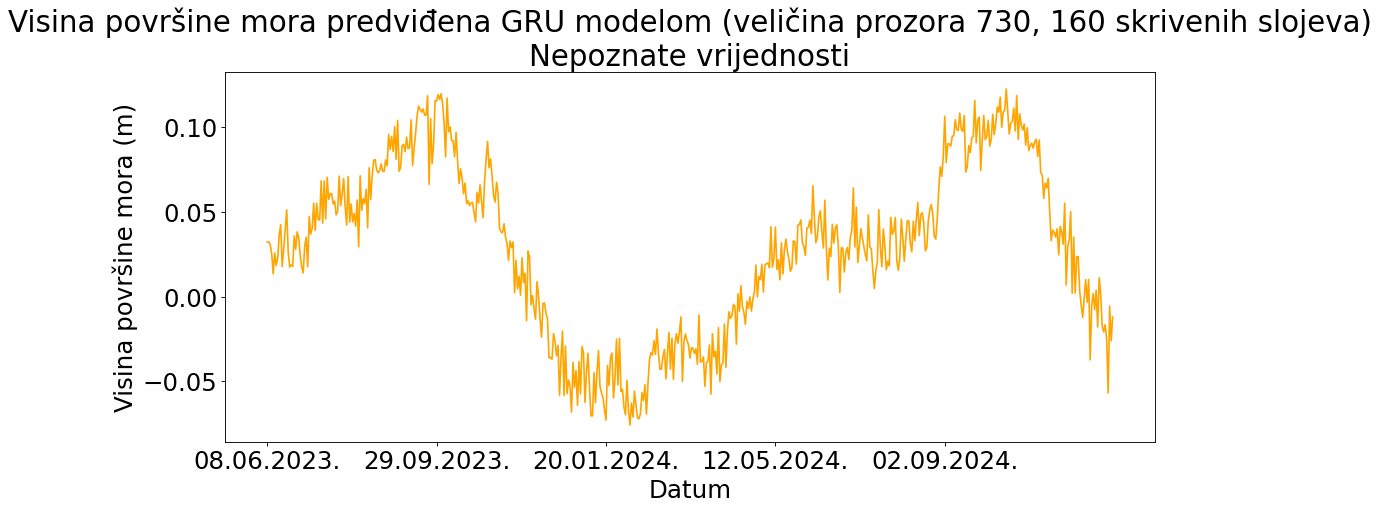 Visina površine mora predviđena GRU modelom (veličina prozora 730, 160 skrivenih slojeva)
Nepoznate vrijednosti
Visina površine mora (m)
0.10
0.05
0.00
−0.05
08.06.2023. 29.09.2023. 20.01.2024. 12.05.2024. 02.09.2024.
Datum